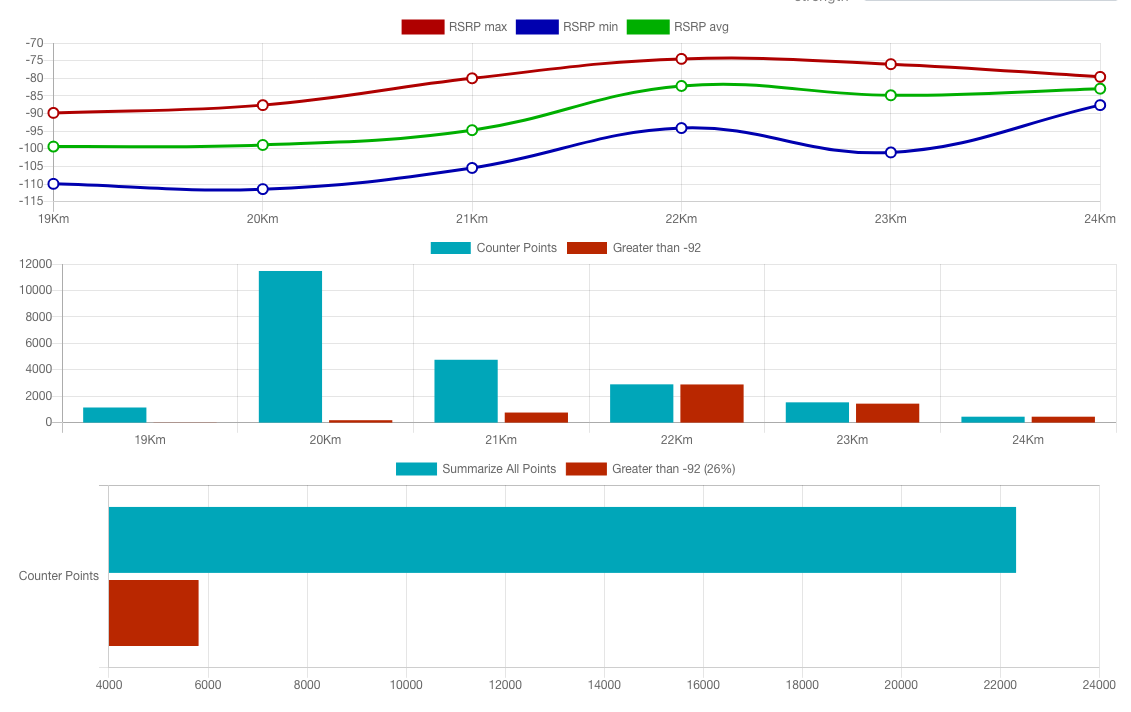 RSRP max RSRP min RSRP avg
-70
-75
-80
-85
-90
-95
-100
-105
-110
-115
19Km 20Km 21Km 22Km 23Km 24Km
Counter Points Greater than -92
12000
10000
8000
6000
4000
2000
0
19Km 20Km 21Km 22Km 23Km 24Km
Summarize All Points Greater than -92 (26%)
Counter Points
4000 6000 8000 10000 12000 14000 16000 18000 20000 22000 24000